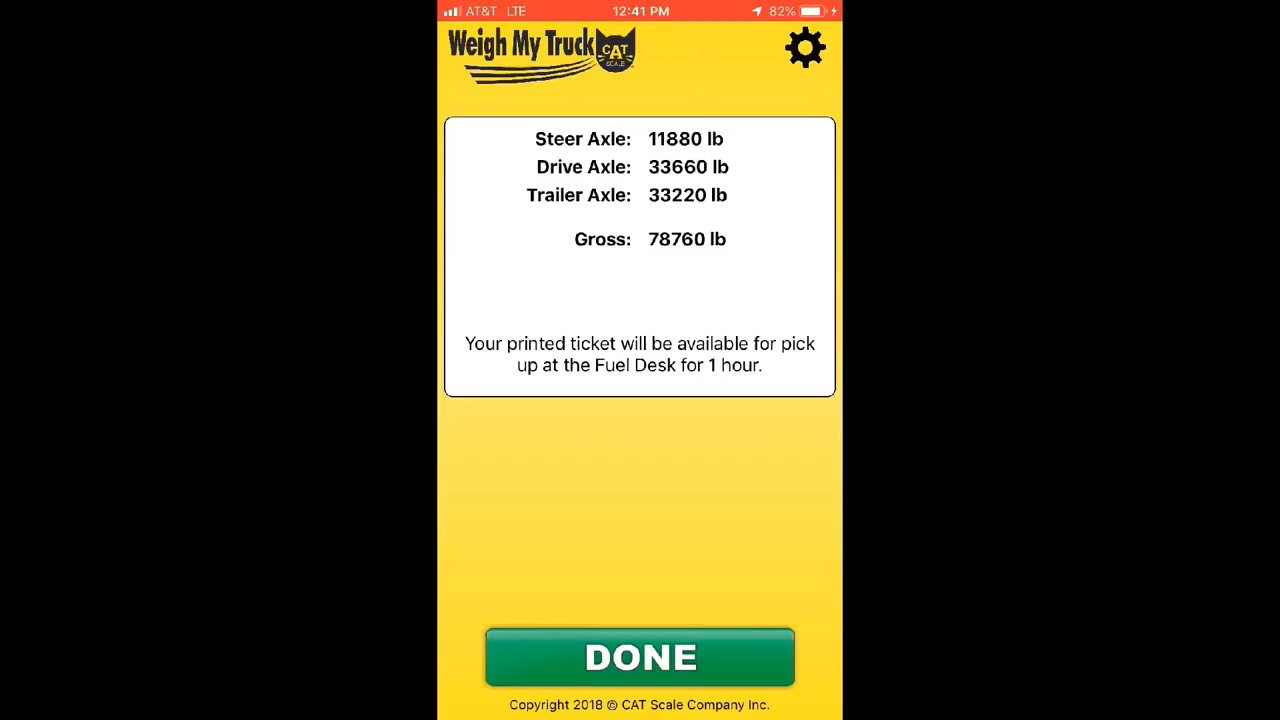 AT&T LTE 12:41 PM 82%
Weigh My Truck CAT SCALE
Steer Axle: 11880 lb
Drive Axle: 33660 lb
Trailer Axle: 33220 lb
Gross: 78760 lb
Your printed ticket will be available for pick
up at the Fuel Desk for 1 hour.
DONE
Copyright 2018 © CAT Scale Company Inc.